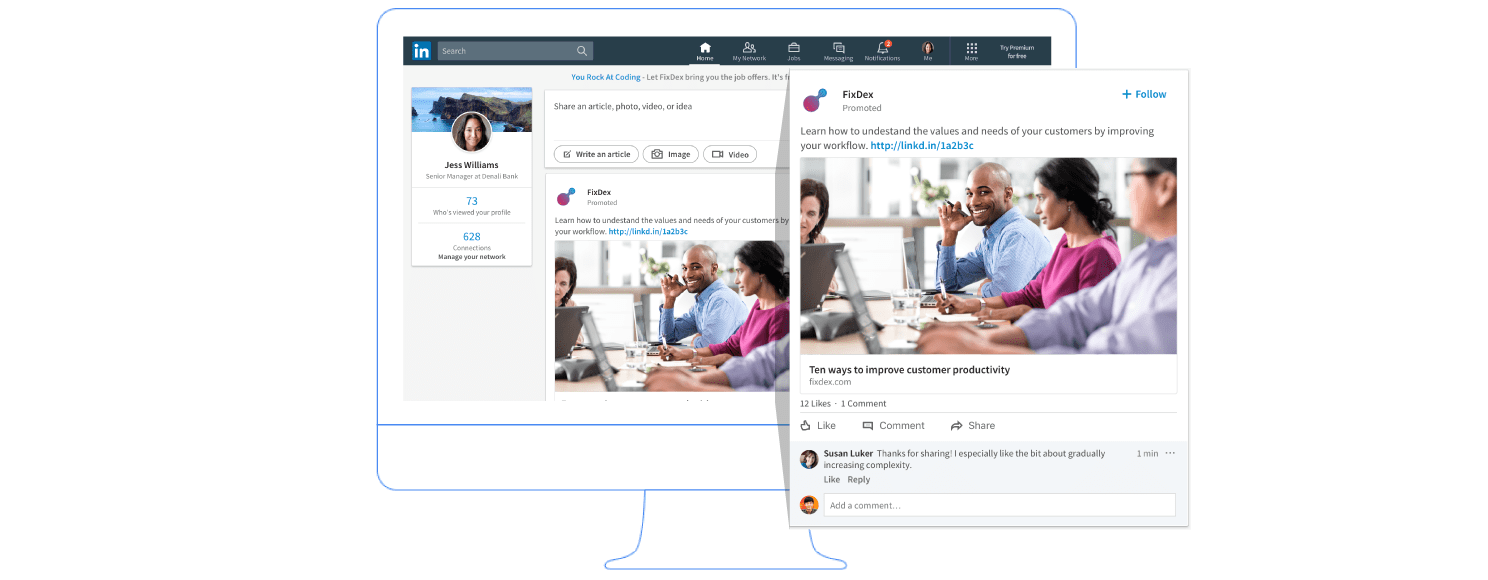 in
Search
Home
My Network
Jobs
Messaging
2
Notifications
Me
More
Try Premium
for free
You Rock At Coding - Let FixDex bring you the job offers. It's
Jess Williams
Senior Manager at Denali Bank
73
Who's viewed your profile
628
Connections
Manage your network
Share an article, photo, video, or idea
Write an article
Image
Video
FixDex
Promoted
Learn how to undestand the values and needs of your customers by
your workflow. http://linkd.in/1a2b3c
FixDex
Promoted
+ Follow
Learn how to undestand the values and needs of your customers by improving
your workflow. http://linkd.in/1a2b3c
Ten ways to improve customer productivity
fixdex.com
12 Likes · 1 Comment
Like
Comment
Share
Susan Luker Thanks for sharing! I especially like the bit about gradually
increasing complexity.
1 min ···
Like Reply
Add a comment...